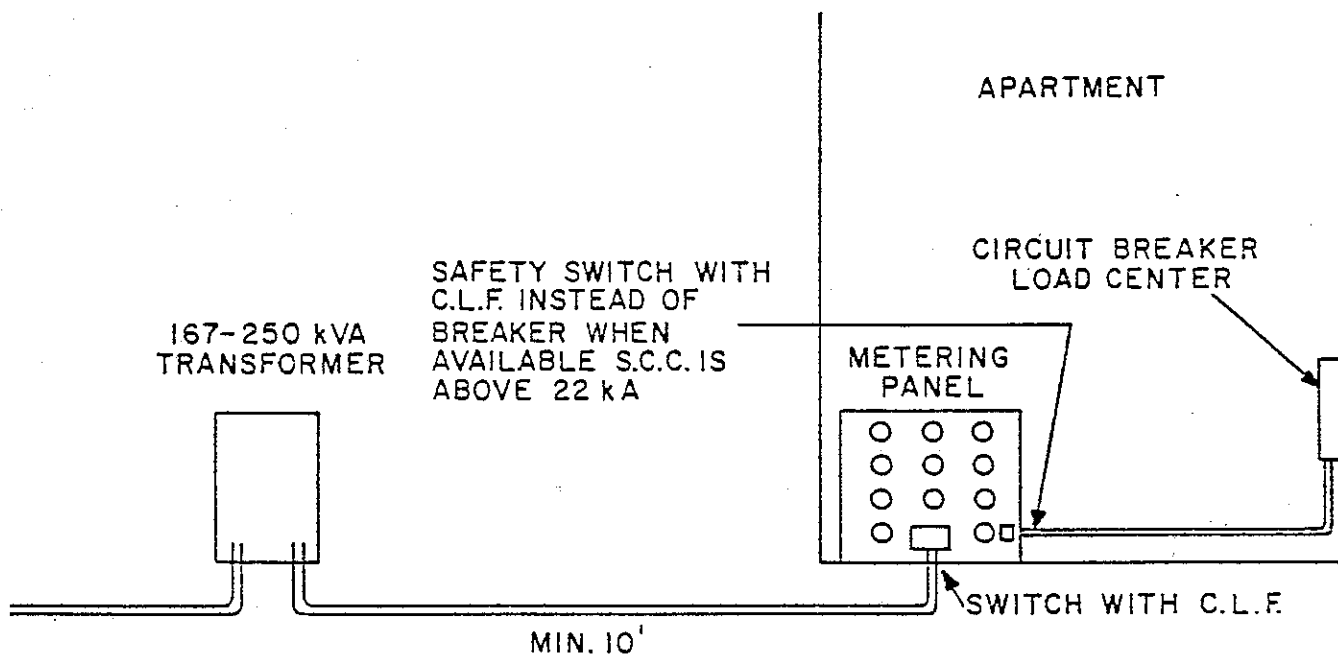 APARTMENT
SAFETY SWITCH WITH
C.L.F. INSTEAD OF
BREAKER WHEN
AVAILABLE S.C.C. IS
ABOVE 22 kA
167-250 kVA
TRANSFORMER
METERING
PANEL
CIRCUIT BREAKER
LOAD CENTER
SWITCH WITH C.L.F.
MIN. 10'